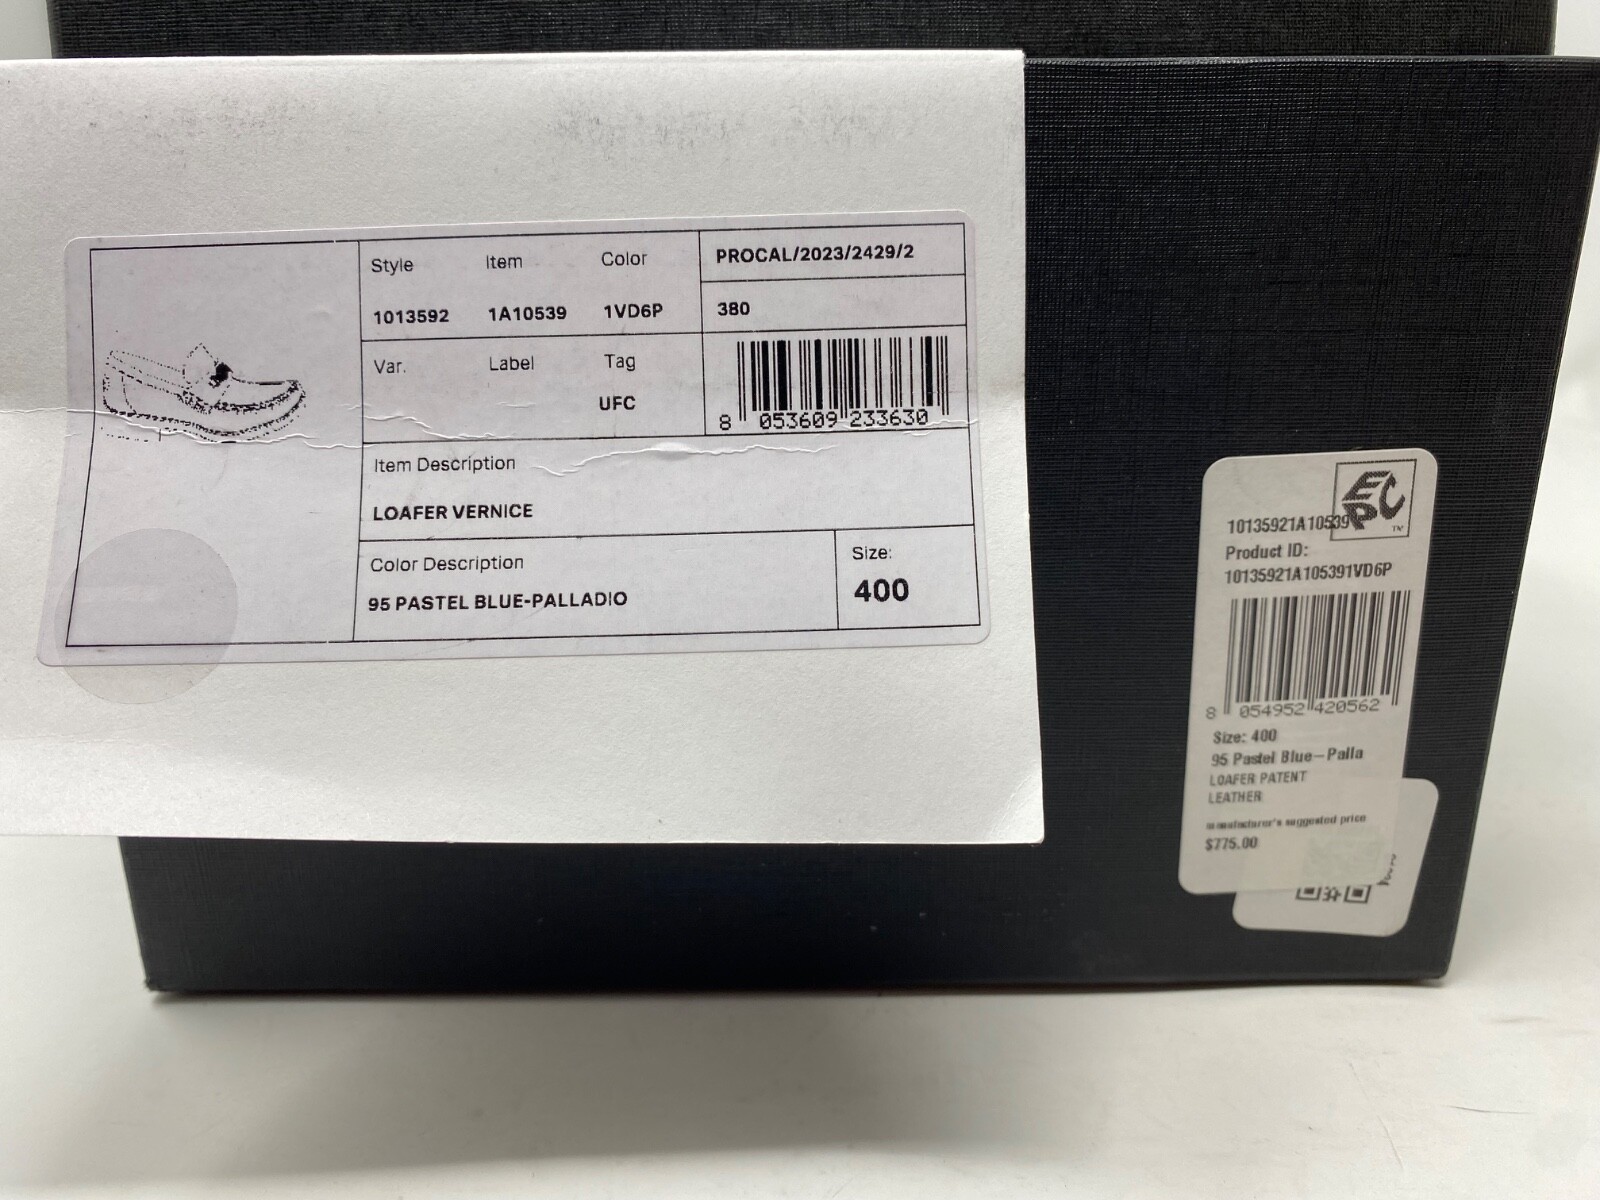 Style Item Color
1013592 1A10539 1VD6P
PROCAL/2023/2429/2
380
Var. Label Tag
UFC
8 053609 233630
Item Description
LOAFER VERNICE
Color Description
95 PASTEL BLUE-PALLADIO
Size:
400
EPC
TM
10135921A10539
Product ID:
10135921A105391VD6P
8 054952 420562
Size: 400
95 Pastel Blue-Palla
LOAFER PATENT
LEATHER
manufacturer's suggested price
$775.00